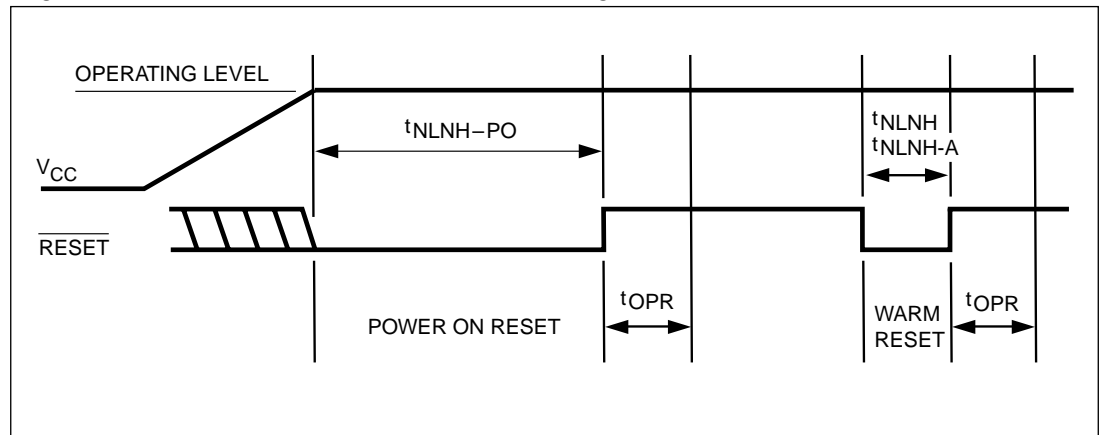 OPERATING LEVEL
tNLNH–PO
tNLNH
tNLNH-A
VCC
RESET
tOPR
tOPR
POWER ON RESET
WARM
RESET